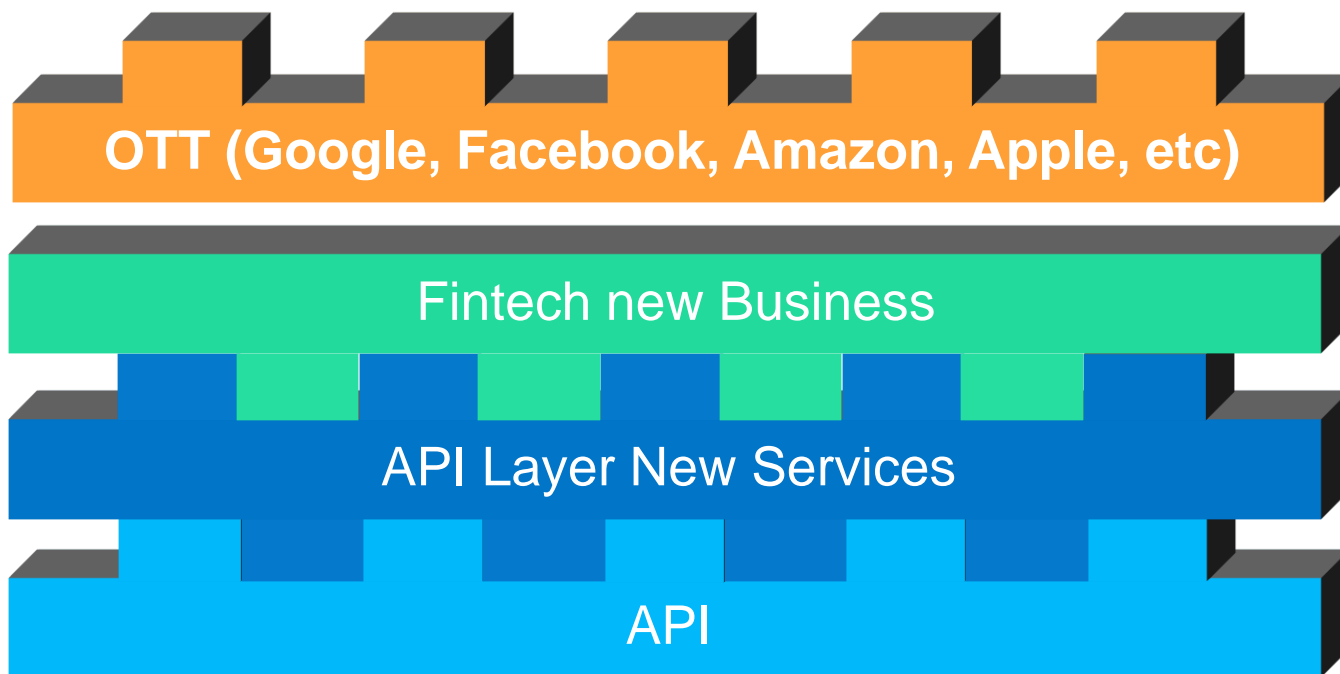 OTT (Google, Facebook, Amazon, Apple, etc)
Fintech new Business
API Layer New Services
API